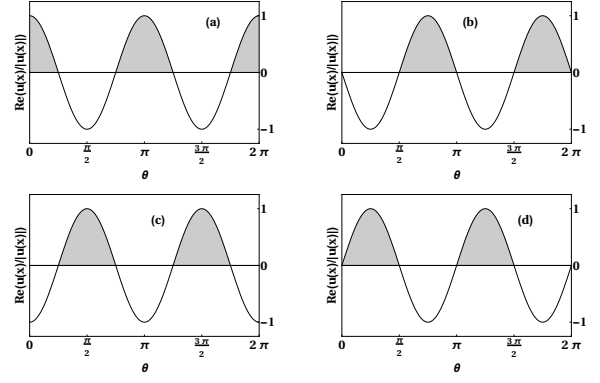 (a)
Re(u(x)/|u(x)|)
1
0
−1
0
π/2
π
3π/2
2π
θ
(b)
Re(u(x)/|u(x)|)
1
0
−1
0
π/2
π
3π/2
2π
θ
(c)
Re(u(x)/|u(x)|)
1
0
−1
0
π/2
π
3π/2
2π
θ
(d)
Re(u(x)/|u(x)|)
1
0
−1
0
π/2
π
3π/2
2π
θ